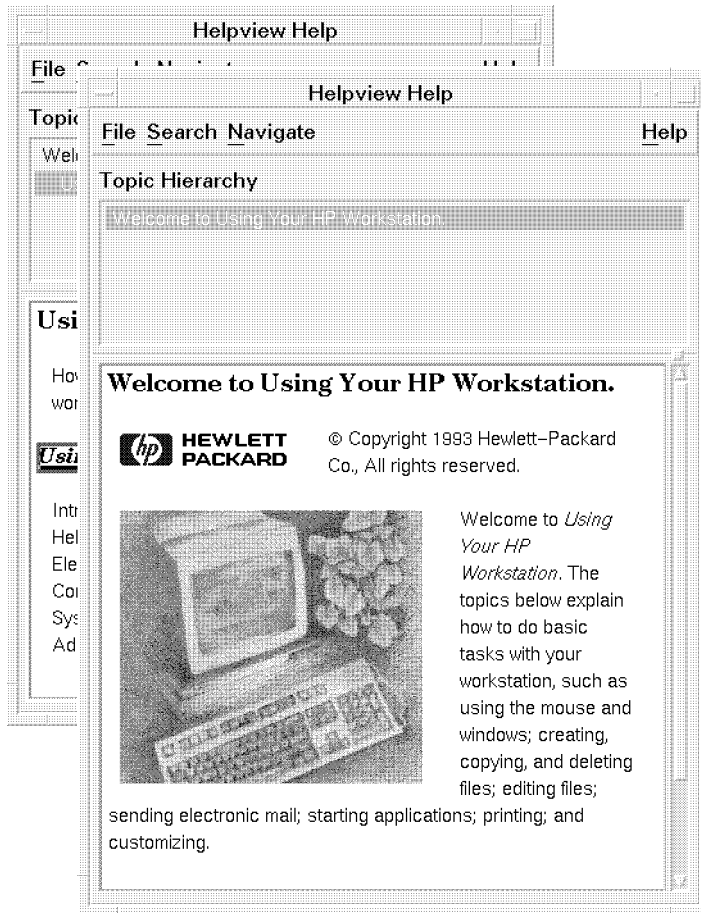 Helpview Help
File
Topic
Wel
Usi
How
wor
Usi
Int
Hel
Ele
Co
Sys
Ad
Helpview Help
File Search Navigate Help
Topic Hierarchy
Welcome to Using Your HP Workstation.
Welcome to Using Your HP Workstation.
hp HEWLETT
PACKARD
© Copyright 1993 Hewlett–Packard
Co., All rights reserved.
Welcome to Using
Your HP
Workstation. The
topics below explain
how to do basic
tasks with your
workstation, such as
using the mouse and
windows; creating,
copying, and deleting
files; editing files;
sending electronic mail; starting applications; printing; and
customizing.